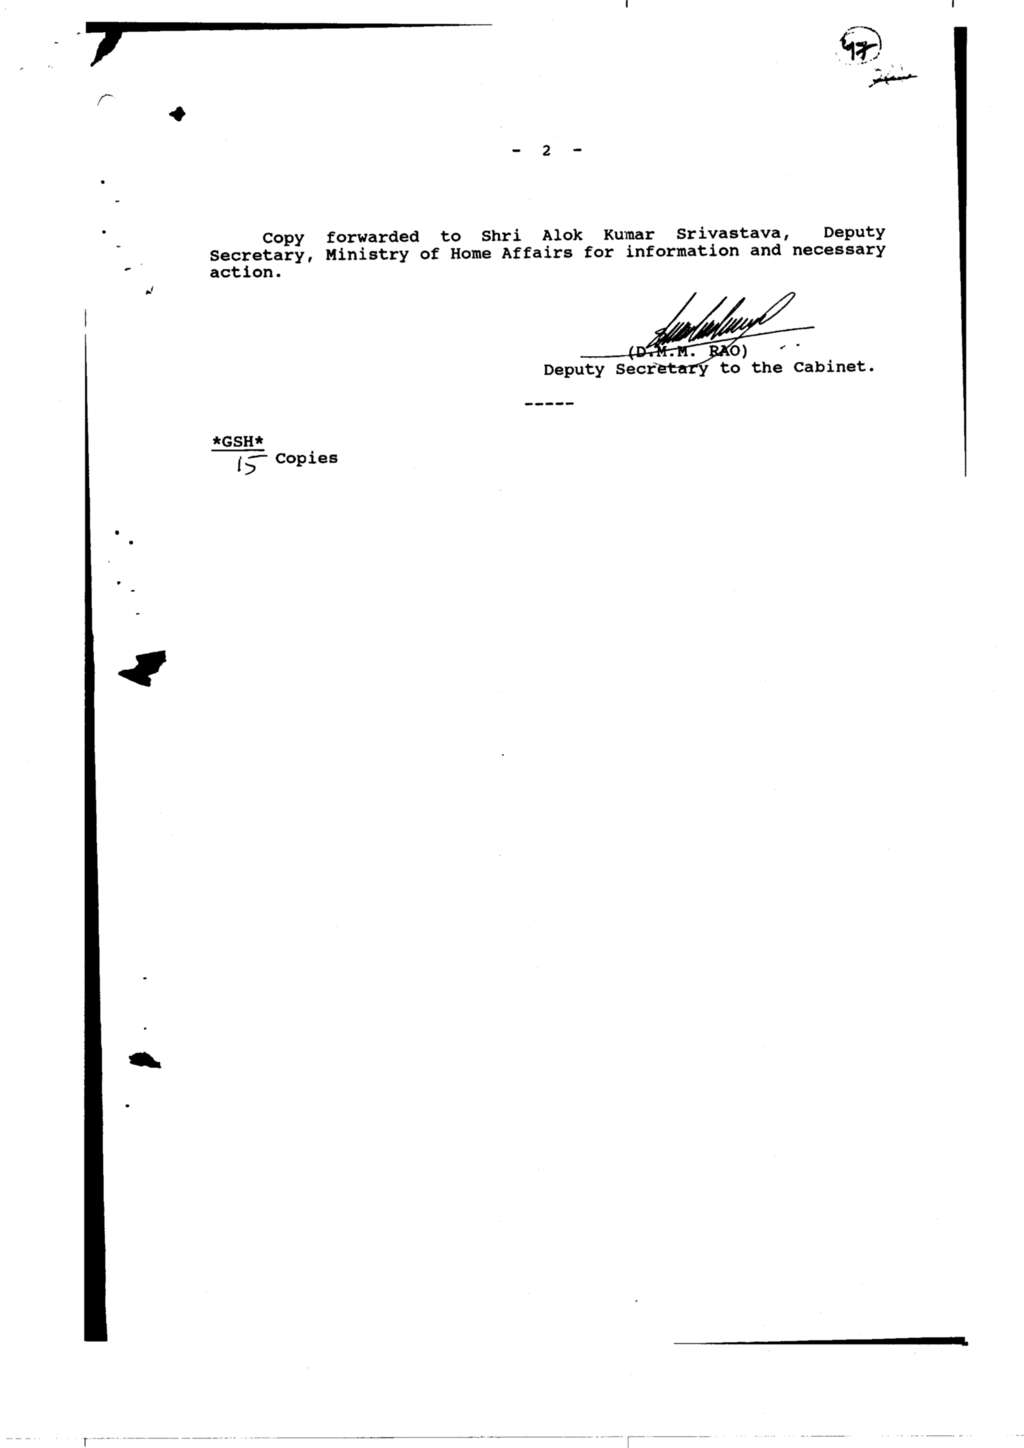 - 2 -
Copy forwarded to Shri Alok Kumar Srivastava, Deputy
Secretary, Ministry of Home Affairs for information and necessary
action.
(D.M.M. RAO)
Deputy Secretary to the Cabinet.
-----
*GSH*
15 Copies